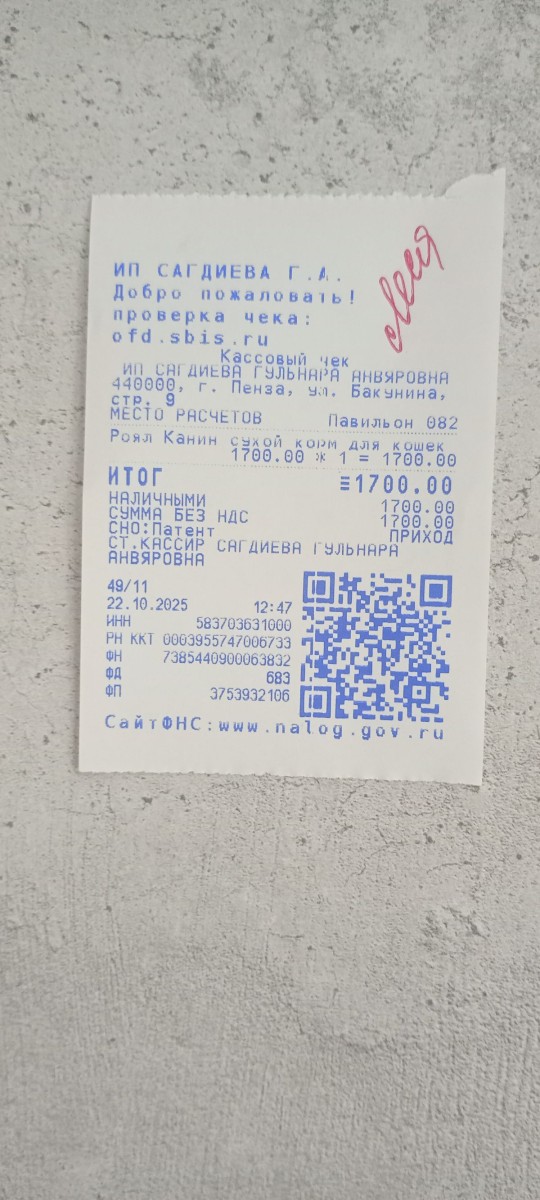 ИП САГДИЕВА Г.А.
Добро пожаловать!
проверка чека:
ofd.sbis.ru
Кассовый чек
ИП САГДИЕВА ГУЛЬНАРА АНВЯРОВНА
440000, г. Пенза, ул. Бакунина,
стр. 9
МЕСТО РАСЧЕТОВ Павильон 082
Роял Канин сухой корм для кошек
1700.00 * 1 = 1700.00
ИТОГ ≡1700.00
НАЛИЧНЫМИ 1700.00
СУММА БЕЗ НДС 1700.00
СНО:Патент ПРИХОД
СТ.КАССИР САГДИЕВА ГУЛЬНАРА
АНВЯРОВНА
49/11
22.10.2025 12:47
ИНН 583703631000
РН ККТ 0003955747006733
ФН 7385440900063832
ФД 683
ФП 3753932106
СайтФНС:www.nalog.gov.ru